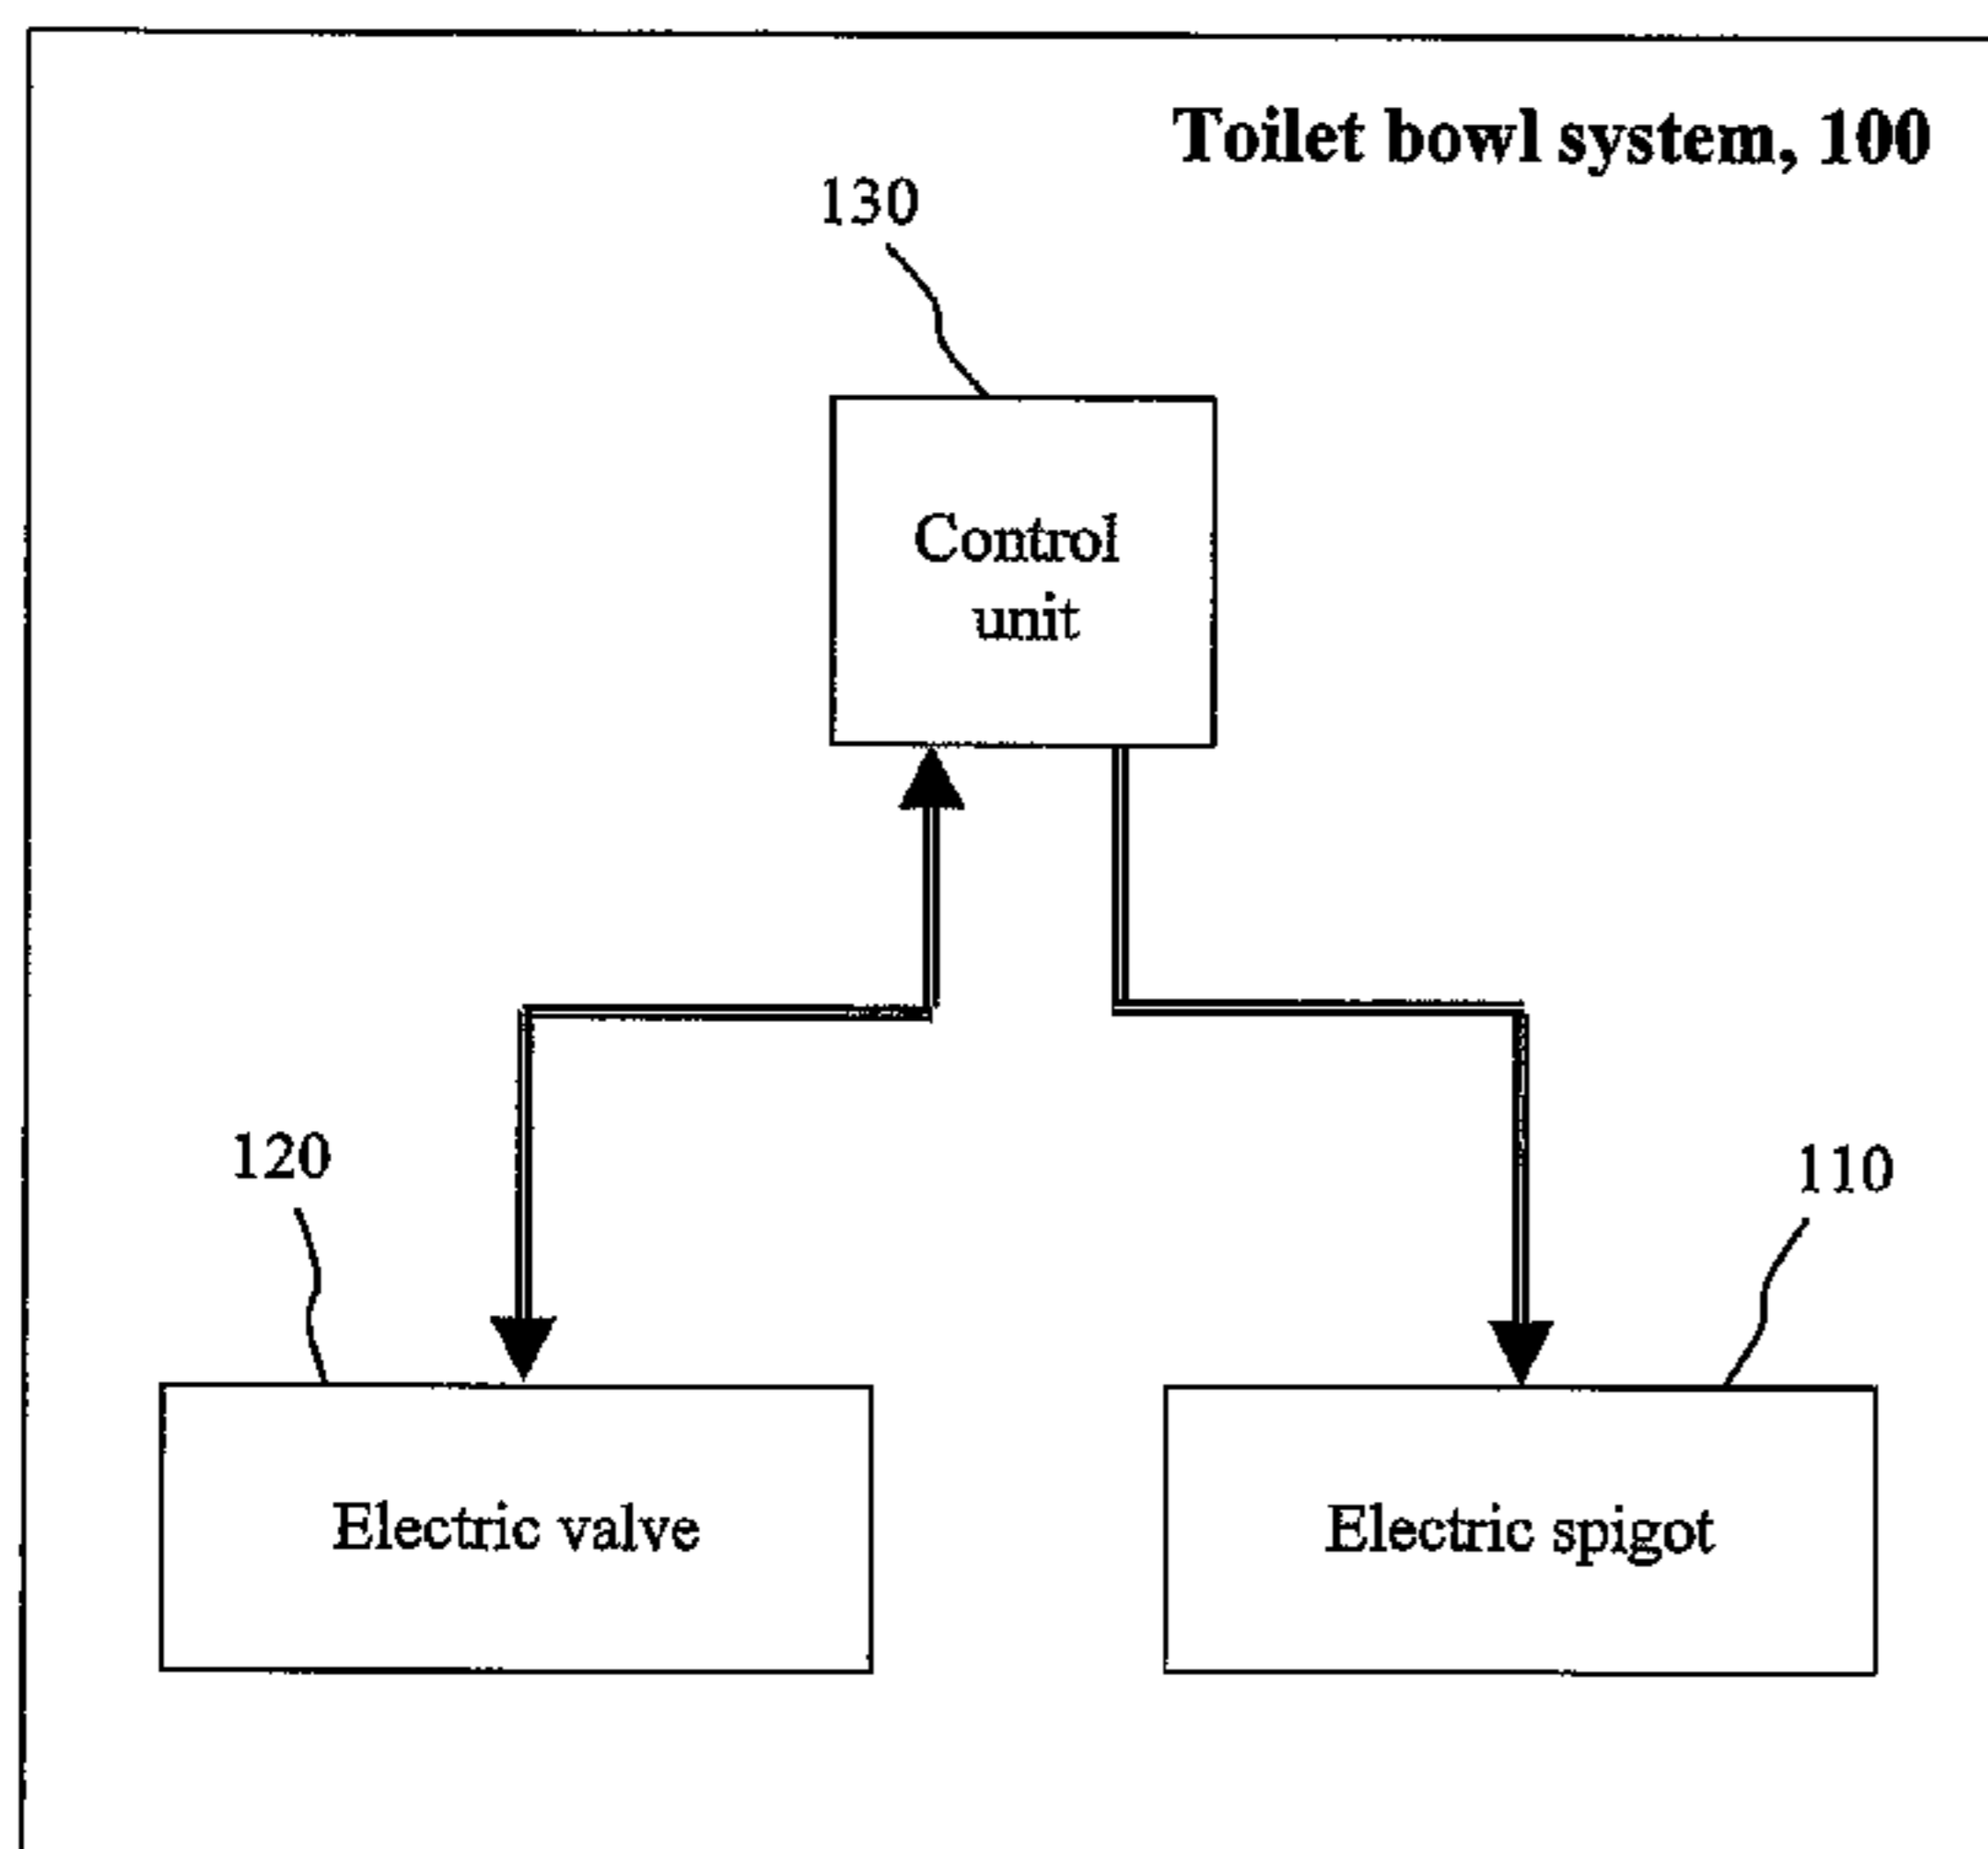 Toilet bowl system, 100
130
Control
unit
120
110
Electric valve
Electric spigot